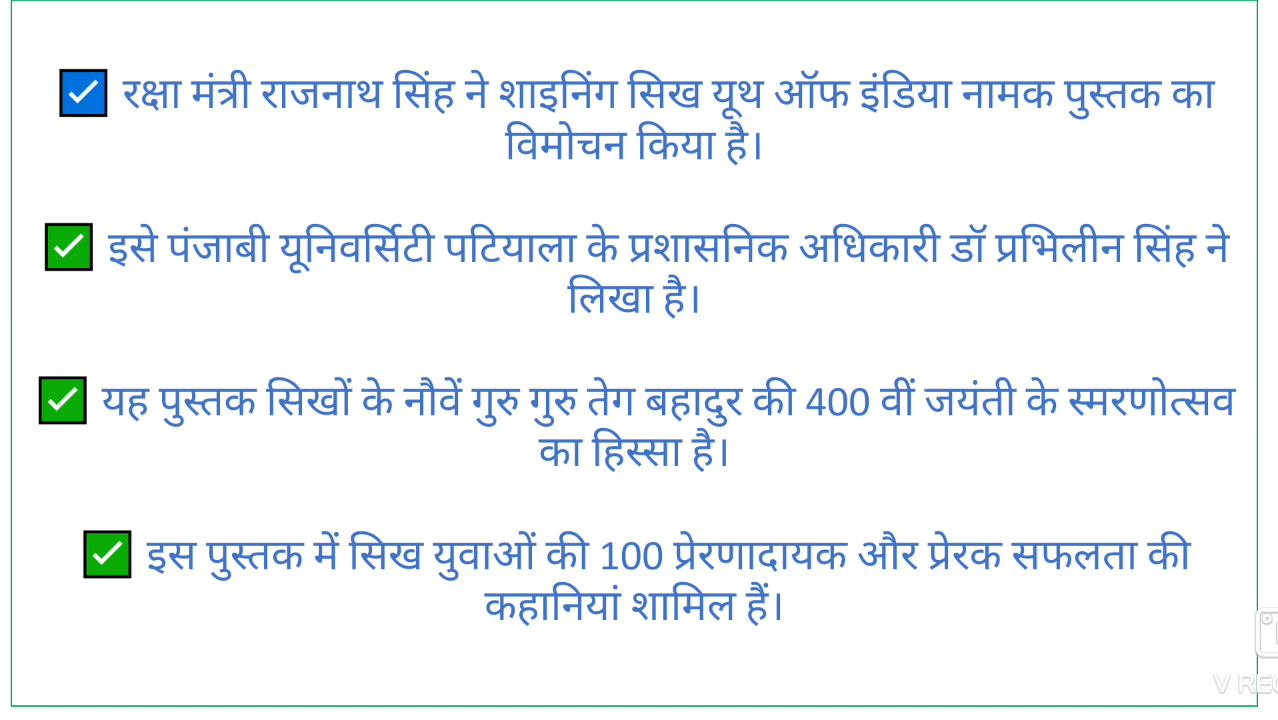 रक्षा मंत्री राजनाथ सिंह ने शाइनिंग सिख यूथ ऑफ इंडिया नामक पुस्तक का
विमोचन किया है।
इसे पंजाबी यूनिवर्सिटी पटियाला के प्रशासनिक अधिकारी डॉ प्रभिलीन सिंह ने
लिखा है।
यह पुस्तक सिखों के नौवें गुरु गुरु तेग बहादुर की 400 वीं जयंती के स्मरणोत्सव
का हिस्सा है।
इस पुस्तक में सिख युवाओं की 100 प्रेरणादायक और प्रेरक सफलता की
कहानियां शामिल हैं।
V REC